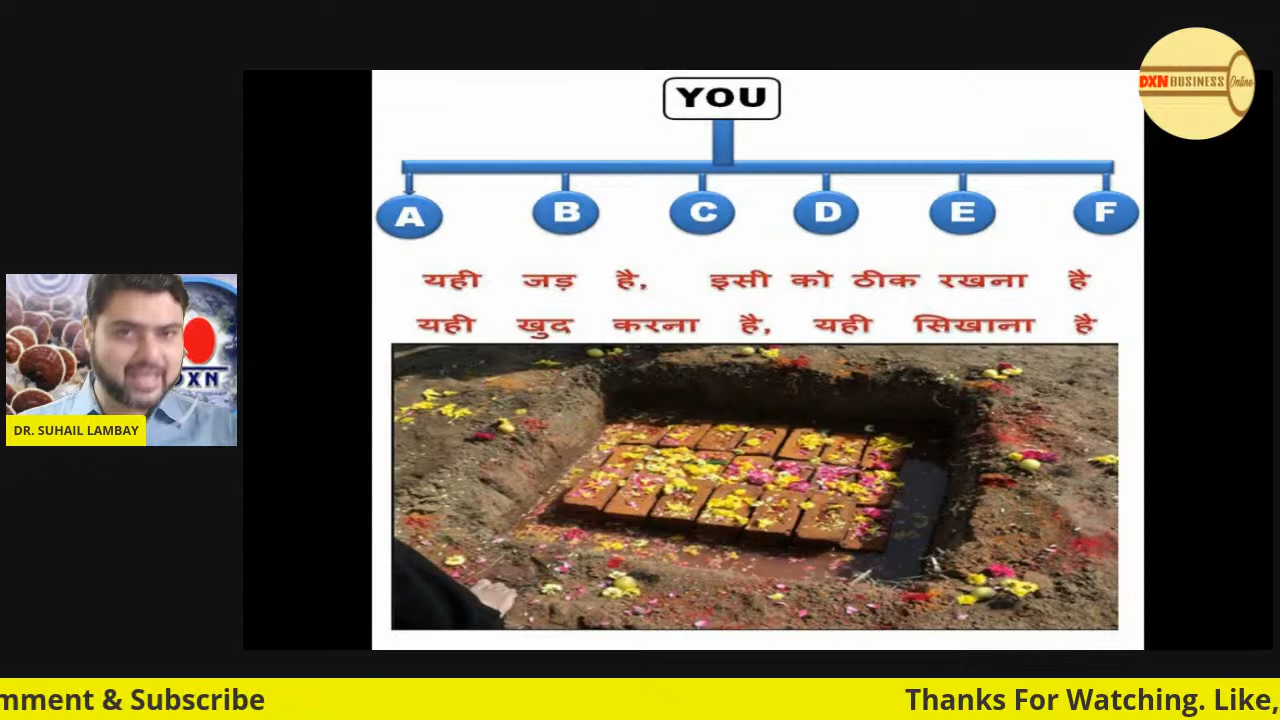 YOU
DXN BUSINESS Online
A B C D E F
यही जड़ है, इसी को ठीक रखना है
यही खुद करना है, यही सिखाना है
DXN
DR. SUHAIL LAMBAY
mment & Subscribe
Thanks For Watching. Like,